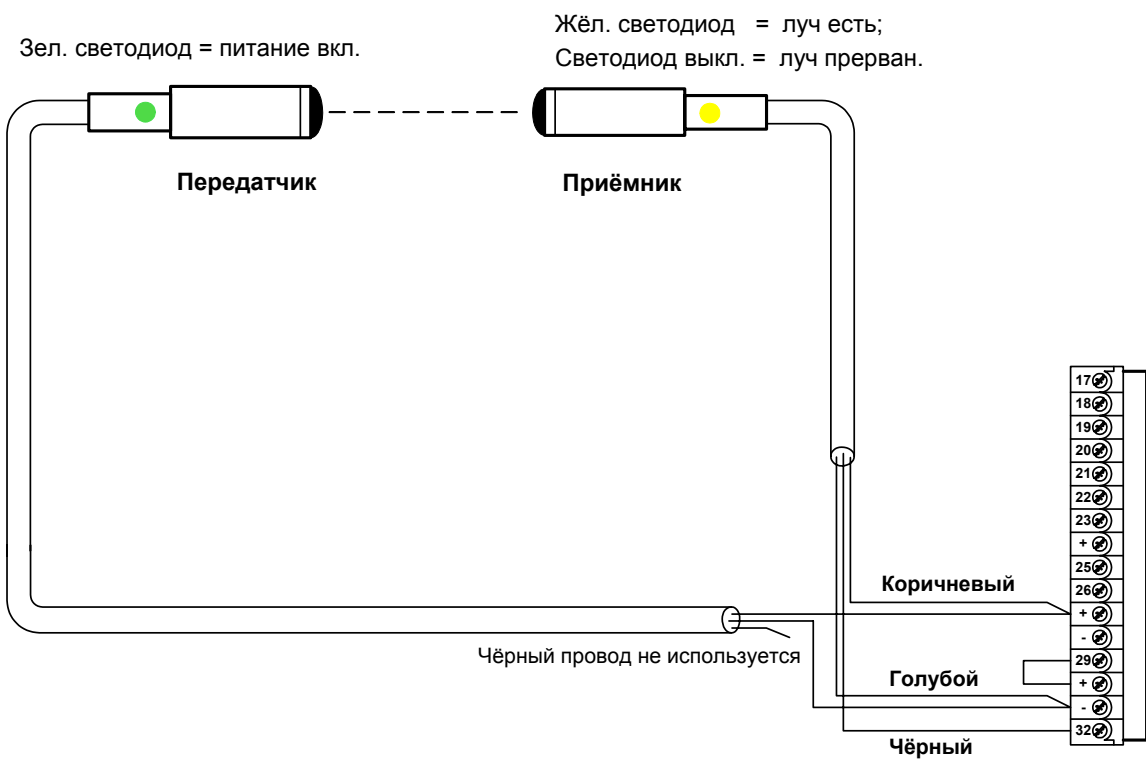 Зел. светодиод = питание вкл.
Жёл. светодиод = луч есть;
Светодиод выкл. = луч прерван.
Передатчик
Приёмник
17
18
19
20
21
22
23
+
25
26
Коричневый
+
-
Чёрный провод не используется
29
Голубой
+
-
32
Чёрный